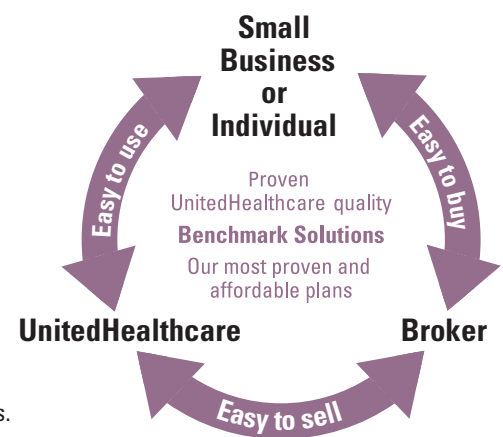 Small
Business
or
Individual
Easy to use
Easy to buy
Proven
UnitedHealthcare quality
Benchmark Solutions
Our most proven and
affordable plans
UnitedHealthcare
Broker
Easy to sell
s.